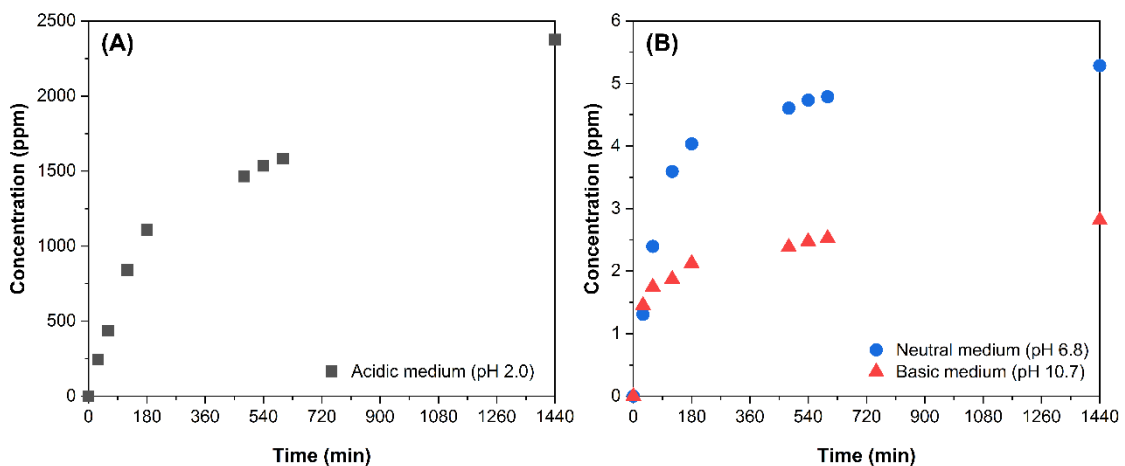 (A)
Concentration (ppm)
2500
2000
1500
1000
500
0
Acidic medium (pH 2.0)
0 180 360 540 720 900 1080 1260 1440
Time (min)
(B)
Concentration (ppm)
6
5
4
3
2
1
0
Neutral medium (pH 6.8)
Basic medium (pH 10.7)
0 180 360 540 720 900 1080 1260 1440
Time (min)